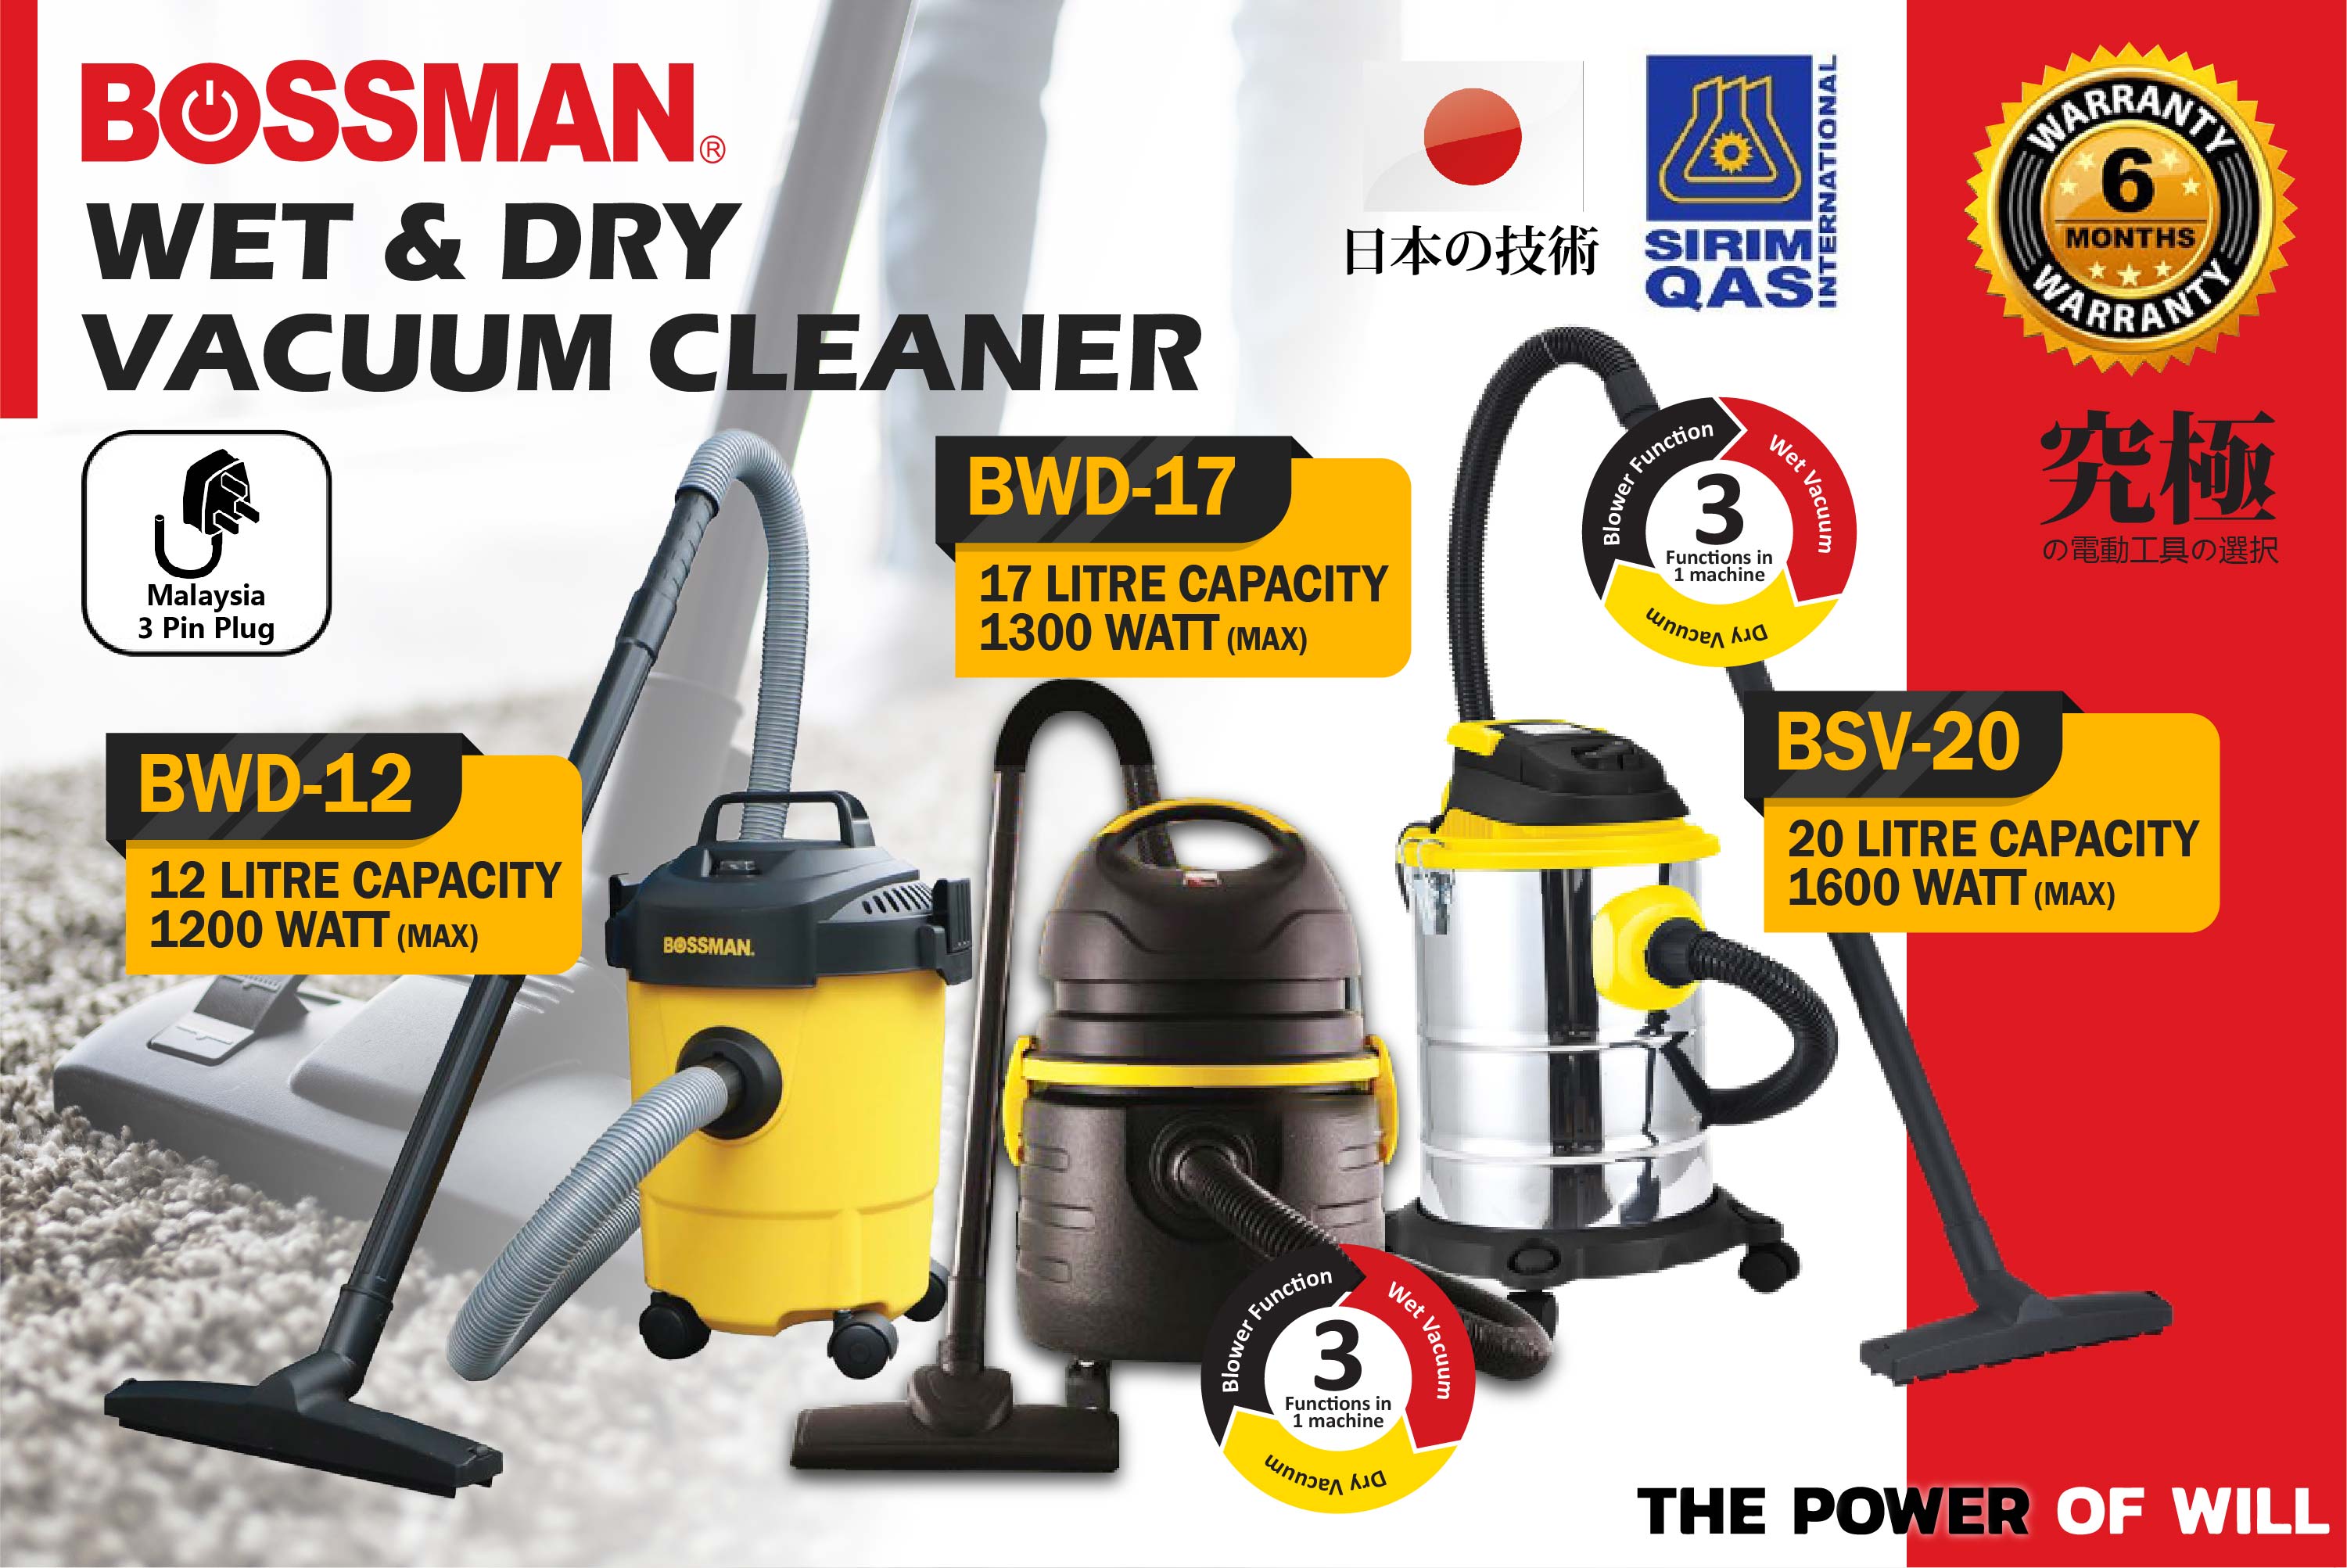 BOSSMAN®
WET & DRY
VACUUM CLEANER
日本の技術
SIRIM
QAS
INTERNATIONAL
WARRANTY
6
MONTHS
WARRANTY
究極
の電動工具の選択
Malaysia
3 Pin Plug
BWD-12
12 LITRE CAPACITY
1200 WATT (MAX)
BOSSMAN.
BWD-17
17 LITRE CAPACITY
1300 WATT (MAX)
Blower Function
Wet Vacuum
Dry Vacuum
3
Functions in
1 machine
BSV-20
20 LITRE CAPACITY
1600 WATT (MAX)
Blower Function
Wet Vacuum
Dry Vacuum
3
Functions in
1 machine
THE POWER OF WILL